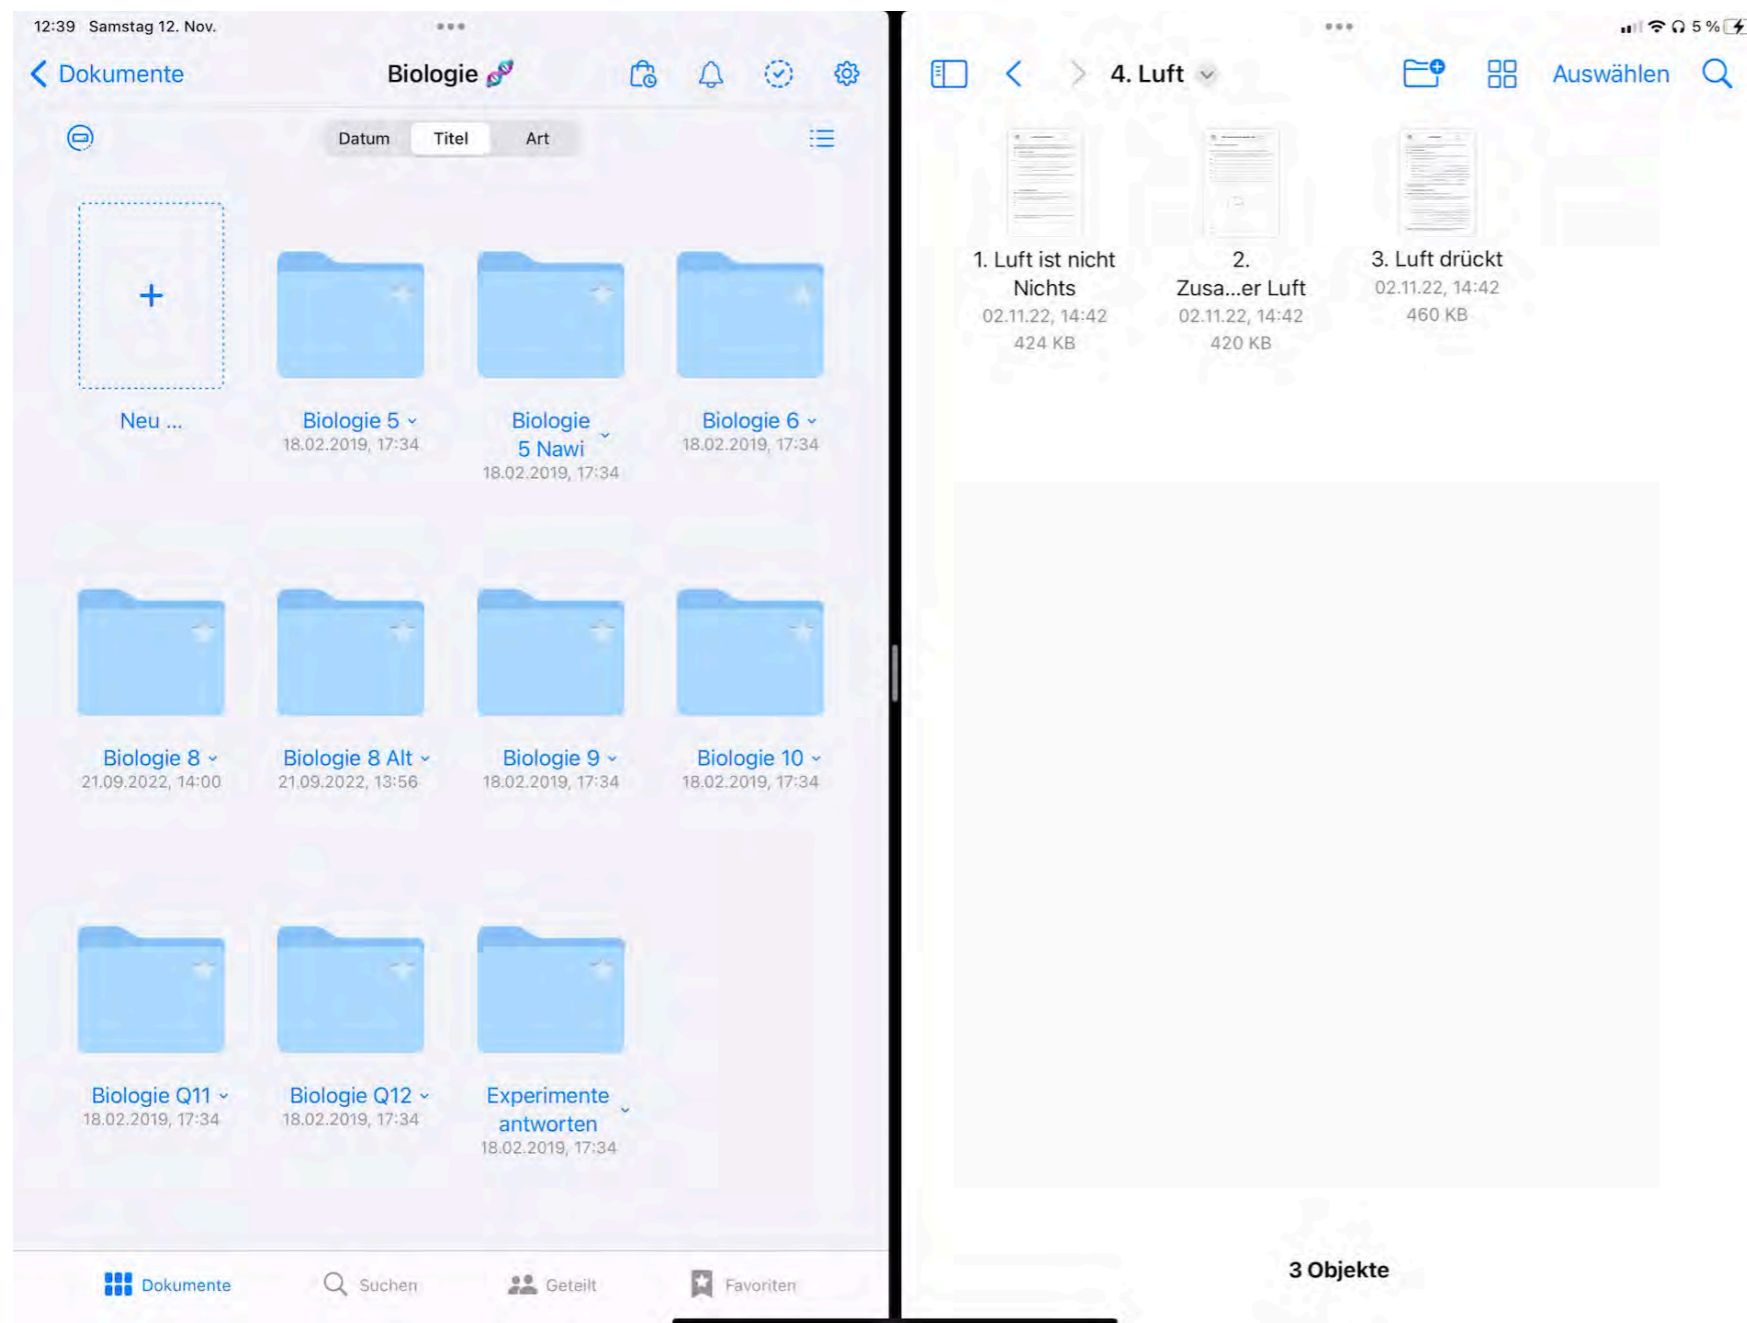 12:39 Samstag 12. Nov.
Dokumente
Biologie 🧬
Datum
Titel
Art
Neu ...
Biologie 5
18.02.2019, 17:34
Biologie
5 Nawi
18.02.2019, 17:34
Biologie 6
18.02.2019, 17:34
Biologie 8
21.09.2022, 14:00
Biologie 8 Alt
21.09.2022, 13:56
Biologie 9
18.02.2019, 17:34
Biologie 10
18.02.2019, 17:34
Biologie Q11
18.02.2019, 17:34
Biologie Q12
18.02.2019, 17:34
Experimente
antworten
18.02.2019, 17:34
Dokumente
Suchen
Geteilt
Favoriten
5 %
4. Luft
Auswählen
1. Luft ist nicht
Nichts
02.11.22, 14:42
424 KB
2.
Zusa...er Luft
02.11.22, 14:42
420 KB
3. Luft drückt
02.11.22, 14:42
460 KB
3 Objekte